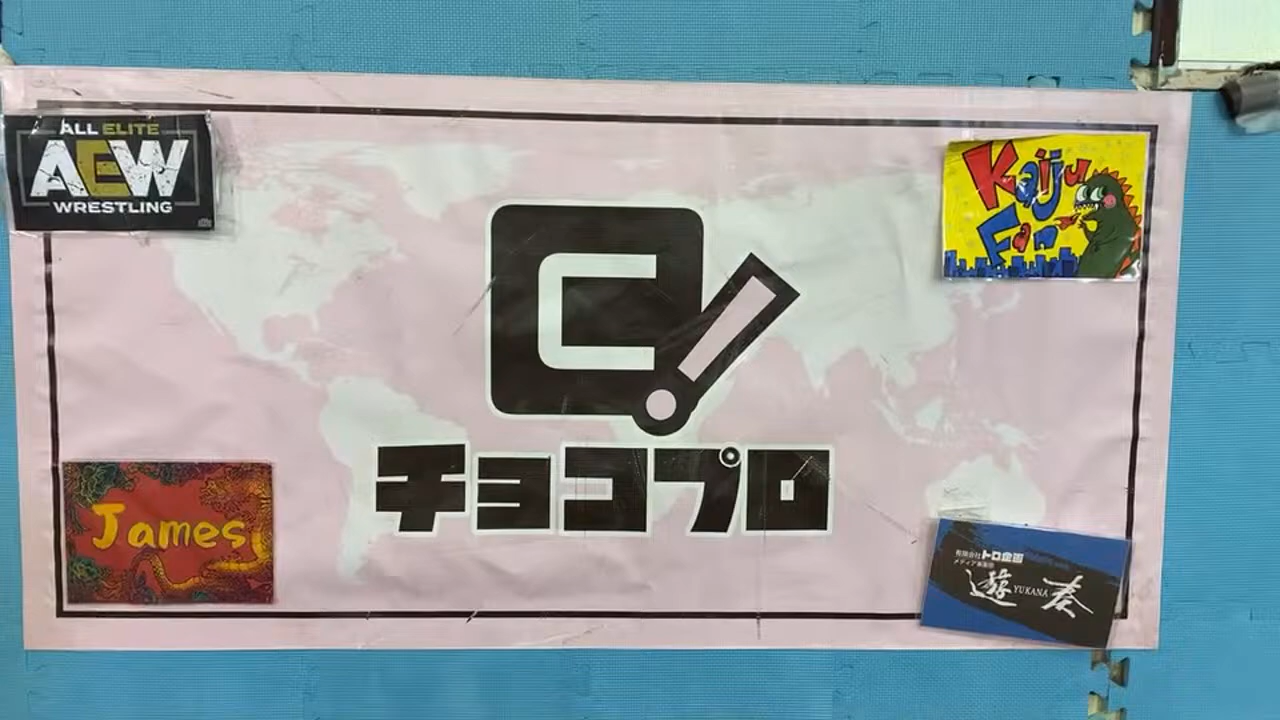 ALL ELITE
AEW
WRESTLING
Kaiju
Fan
チョコプロ
James
有限会社トロ企画
メディア事業部
遊 YUKANA 奏